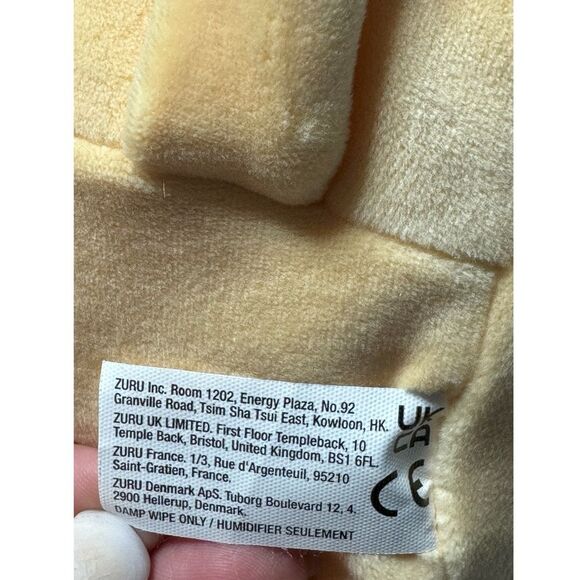 ZURU Inc. Room 1202, Energy Plaza, No.92
Granville Road, Tsim Sha Tsui East, Kowloon, HK.
ZURU UK LIMITED. First Floor Templeback, 10
Temple Back, Bristol, United Kingdom, BS1 6FL.
ZURU France. 1/3, Rue d'Argenteuil, 95210
Saint-Gratien, France.
ZURU Denmark ApS. Tuborg Boulevard 12, 4.
2900 Hellerup, Denmark.
DAMP WIPE ONLY / HUMIDIFIER SEULEMENT
UK
CA
CE